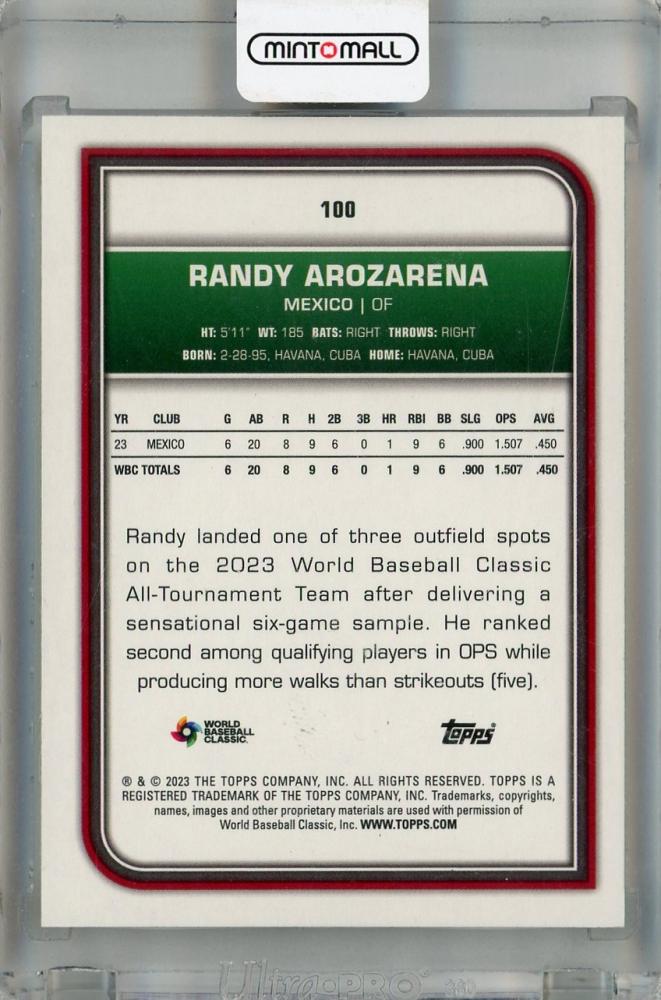 MINTOMALL
100
RANDY AROZARENA
MEXICO | OF
HT: 5'11" WT: 185 BATS: RIGHT THROWS: RIGHT
BORN: 2-28-95, HAVANA, CUBA HOME: HAVANA, CUBA
YR CLUB G AB R H 2B 3B HR RBI BB SLG OPS AVG
23 MEXICO 6 20 8 9 6 0 1 9 6 .900 1.507 .450
WBC TOTALS 6 20 8 9 6 0 1 9 6 .900 1.507 .450
Randy landed one of three outfield spots
on the 2023 World Baseball Classic
All-Tournament Team after delivering a
sensational six-game sample. He ranked
second among qualifying players in OPS while
producing more walks than strikeouts (five).
WORLD
BASEBALL
CLASSIC
Topps
® & © 2023 THE TOPPS COMPANY, INC. ALL RIGHTS RESERVED. TOPPS IS A
REGISTERED TRADEMARK OF THE TOPPS COMPANY, INC. Trademarks, copyrights,
names, images and other proprietary materials are used with permission of
World Baseball Classic, Inc. WWW.TOPPS.COM
Ultra·PRO